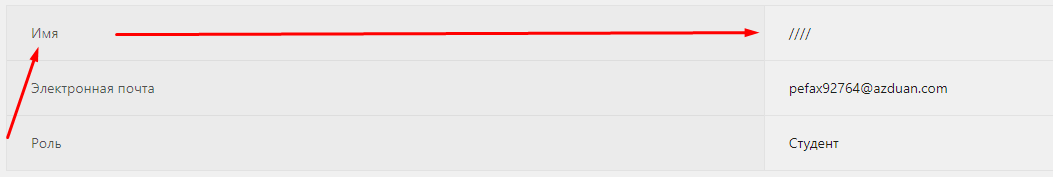 Имя ////
Электронная почта pefax92764@azduan.com
Роль Студент